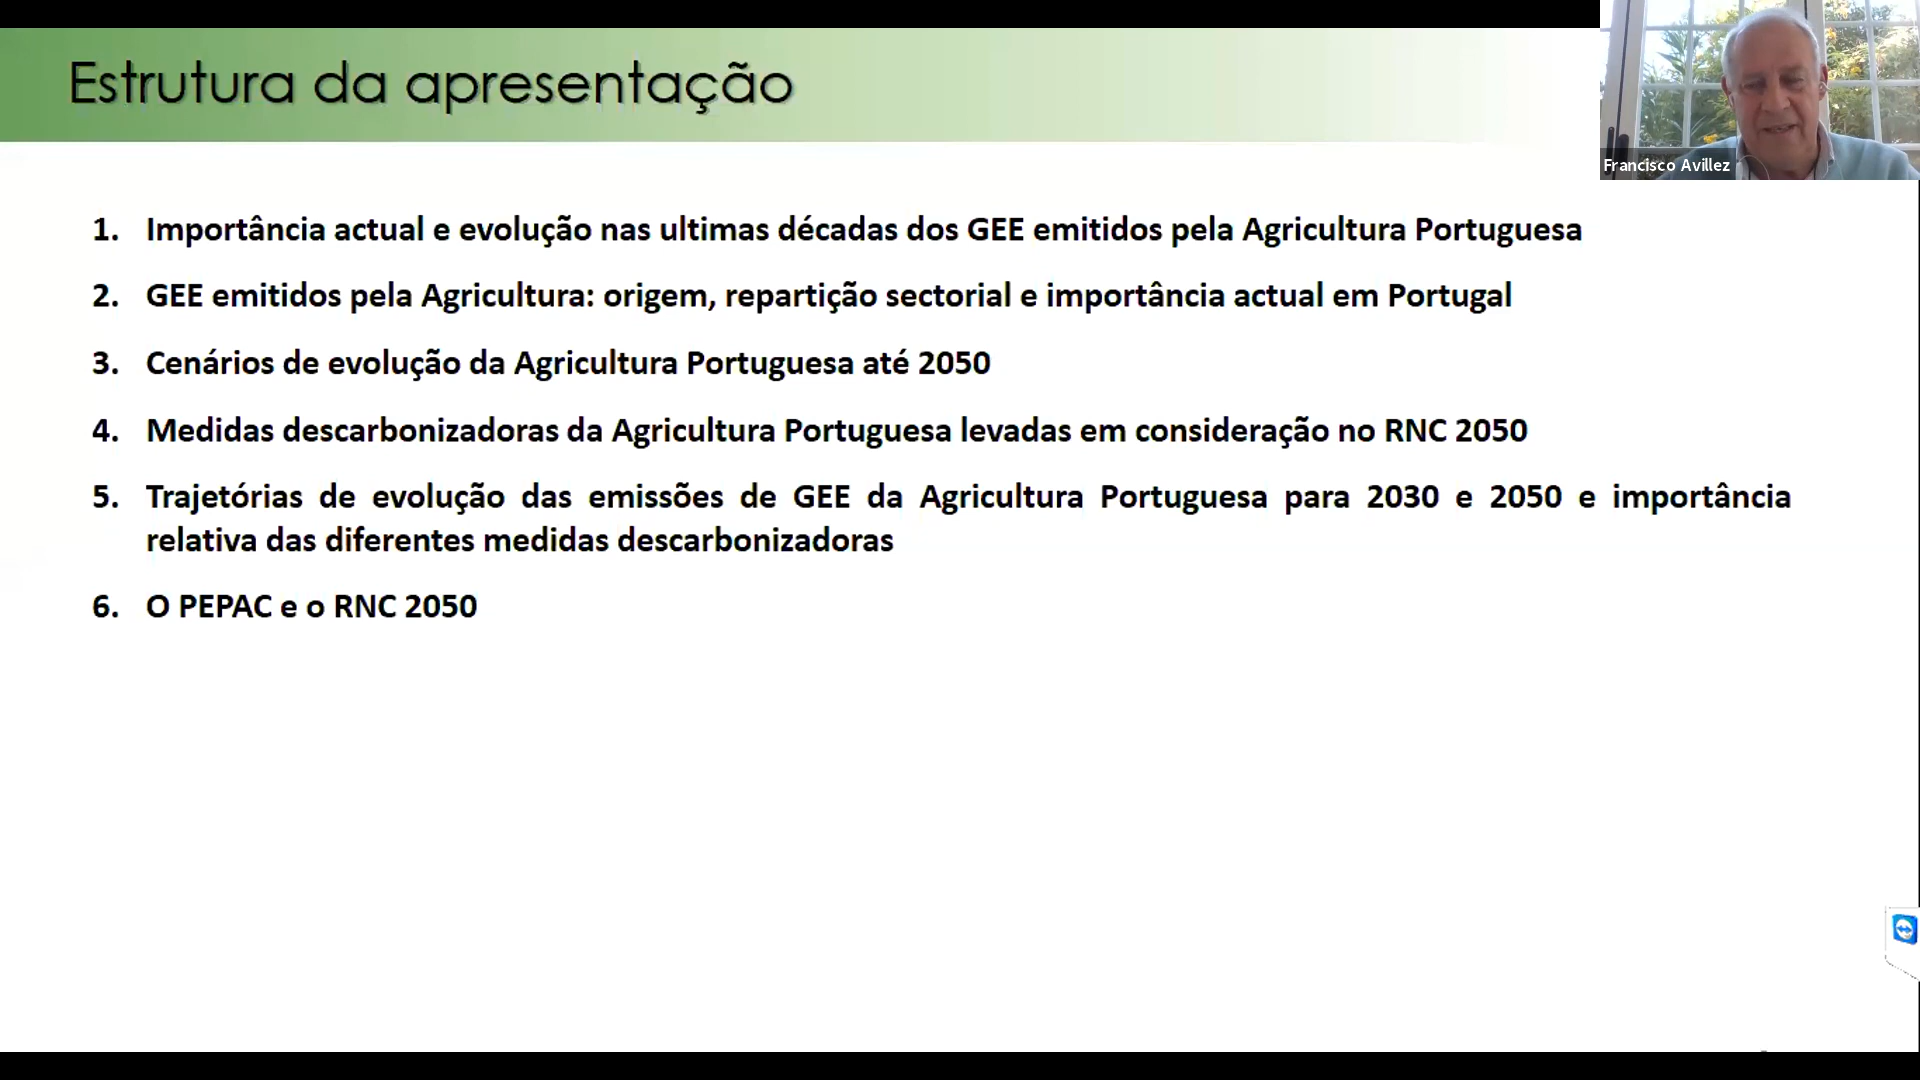 Estrutura da apresentação
Francisco Avillez
1. Importância actual e evolução nas ultimas décadas dos GEE emitidos pela Agricultura Portuguesa
2. GEE emitidos pela Agricultura: origem, repartição sectorial e importância actual em Portugal
3. Cenários de evolução da Agricultura Portuguesa até 2050
4. Medidas descarbonizadoras da Agricultura Portuguesa levadas em consideração no RNC 2050
5. Trajetórias de evolução das emissões de GEE da Agricultura Portuguesa para 2030 e 2050 e importância
relativa das diferentes medidas descarbonizadoras
6. O PEPAC e o RNC 2050